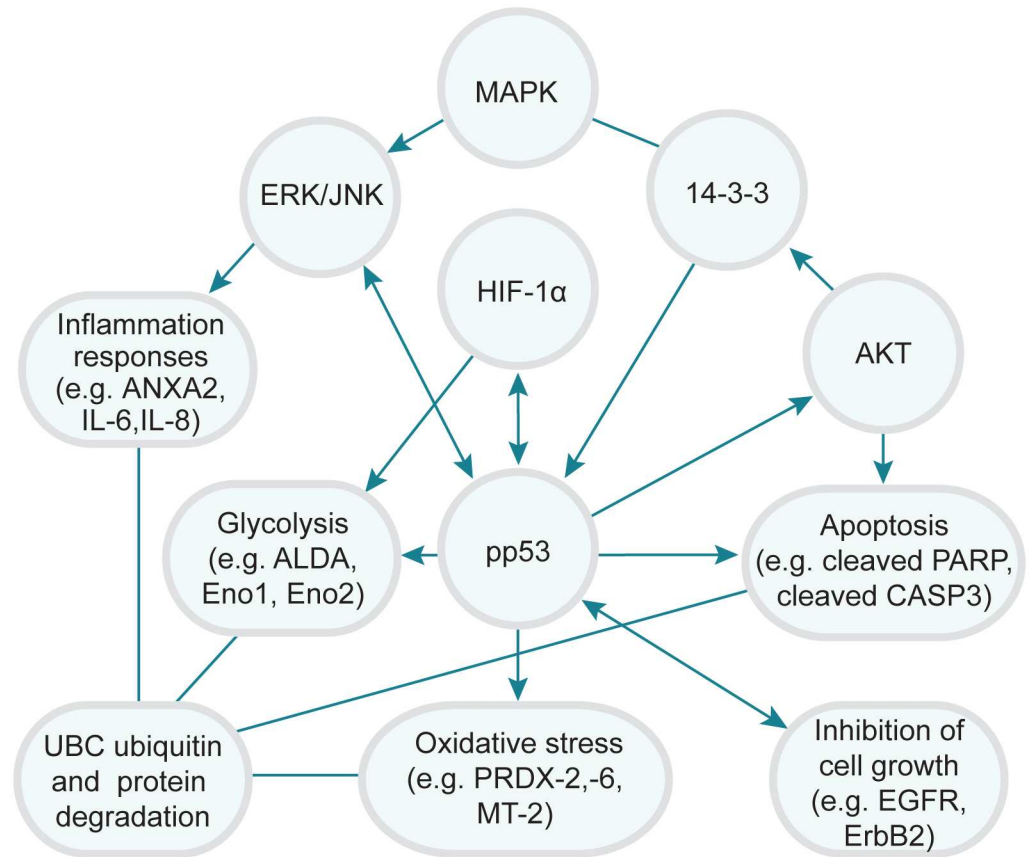 MAPK
ERK/JNK
14-3-3
HIF-1α
AKT
Inflammation
responses
(e.g. ANXA2,
IL-6,IL-8)
Glycolysis
(e.g. ALDA,
Eno1, Eno2)
pp53
Apoptosis
(e.g. cleaved PARP,
cleaved CASP3)
UBC ubiquitin
and protein
degradation
Oxidative stress
(e.g. PRDX-2,-6,
MT-2)
Inhibition of
cell growth
(e.g. EGFR,
ErbB2)